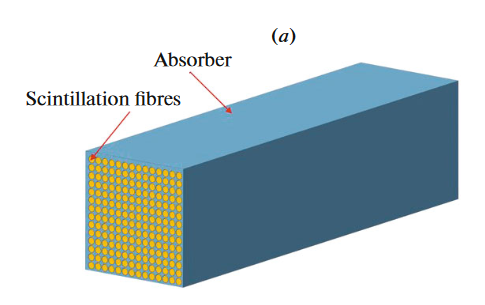 (a)
Absorber
Scintillation fibres